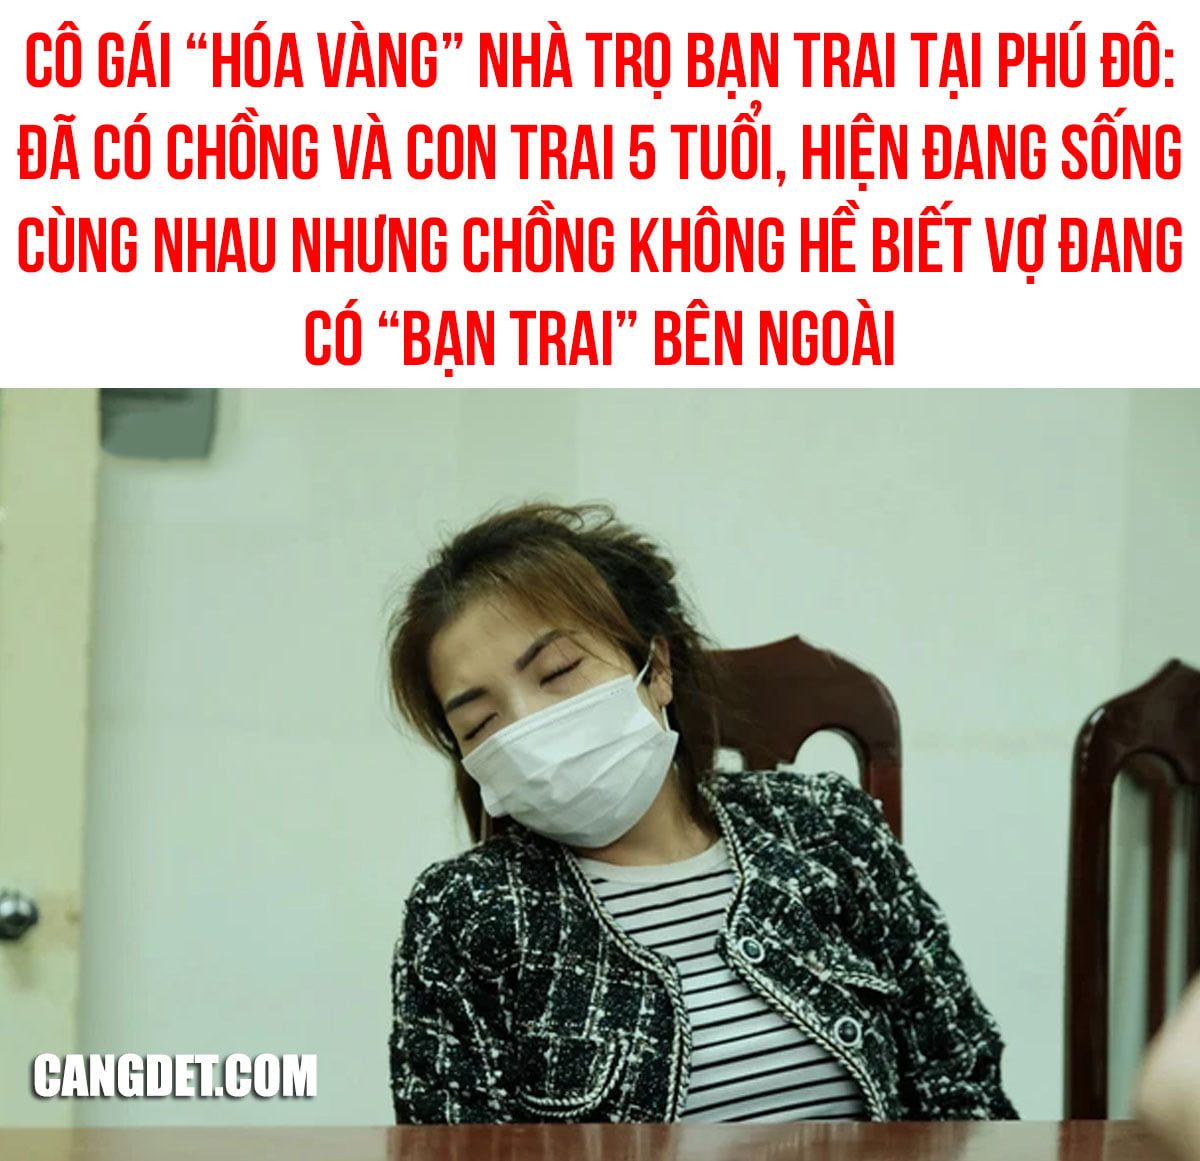 CÔ GÁI “HÓA VÀNG” NHÀ TRỌ BẠN TRAI TẠI PHÚ ĐÔ:
ĐÃ CÓ CHỒNG VÀ CON TRAI 5 TUỔI, HIỆN ĐANG SỐNG
CÙNG NHAU NHƯNG CHỒNG KHÔNG HỀ BIẾT VỢ ĐANG
CÓ “BẠN TRAI” BÊN NGOÀI
CANGDET.COM